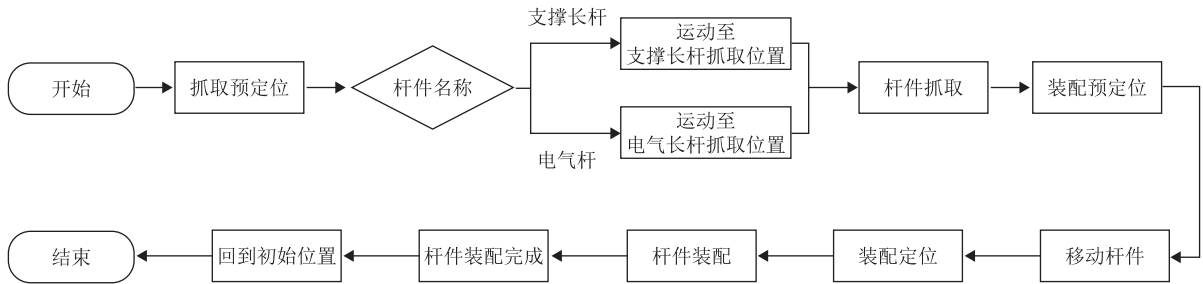 开始
抓取预定位
杆件名称
支撑长杆
运动至
支撑长杆抓取位置
电气杆
运动至
电气长杆抓取位置
杆件抓取
装配预定位
移动杆件
装配定位
杆件装配
杆件装配完成
回到初始位置
结束